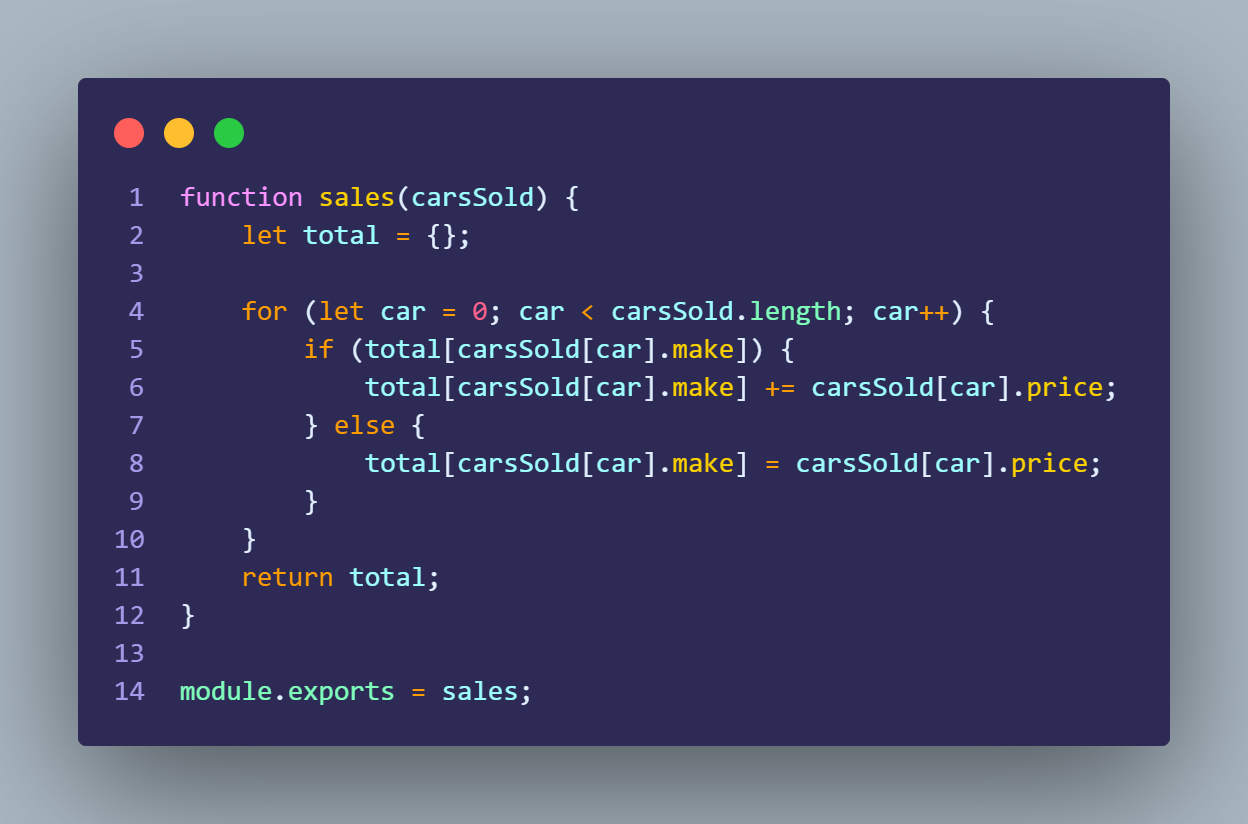 1 function sales(carsSold) {
2     let total = {};
3
4     for (let car = 0; car < carsSold.length; car++) {
5         if (total[carsSold[car].make]) {
6             total[carsSold[car].make] += carsSold[car].price;
7         } else {
8             total[carsSold[car].make] = carsSold[car].price;
9         }
10     }
11     return total;
12 }
13
14 module.exports = sales;